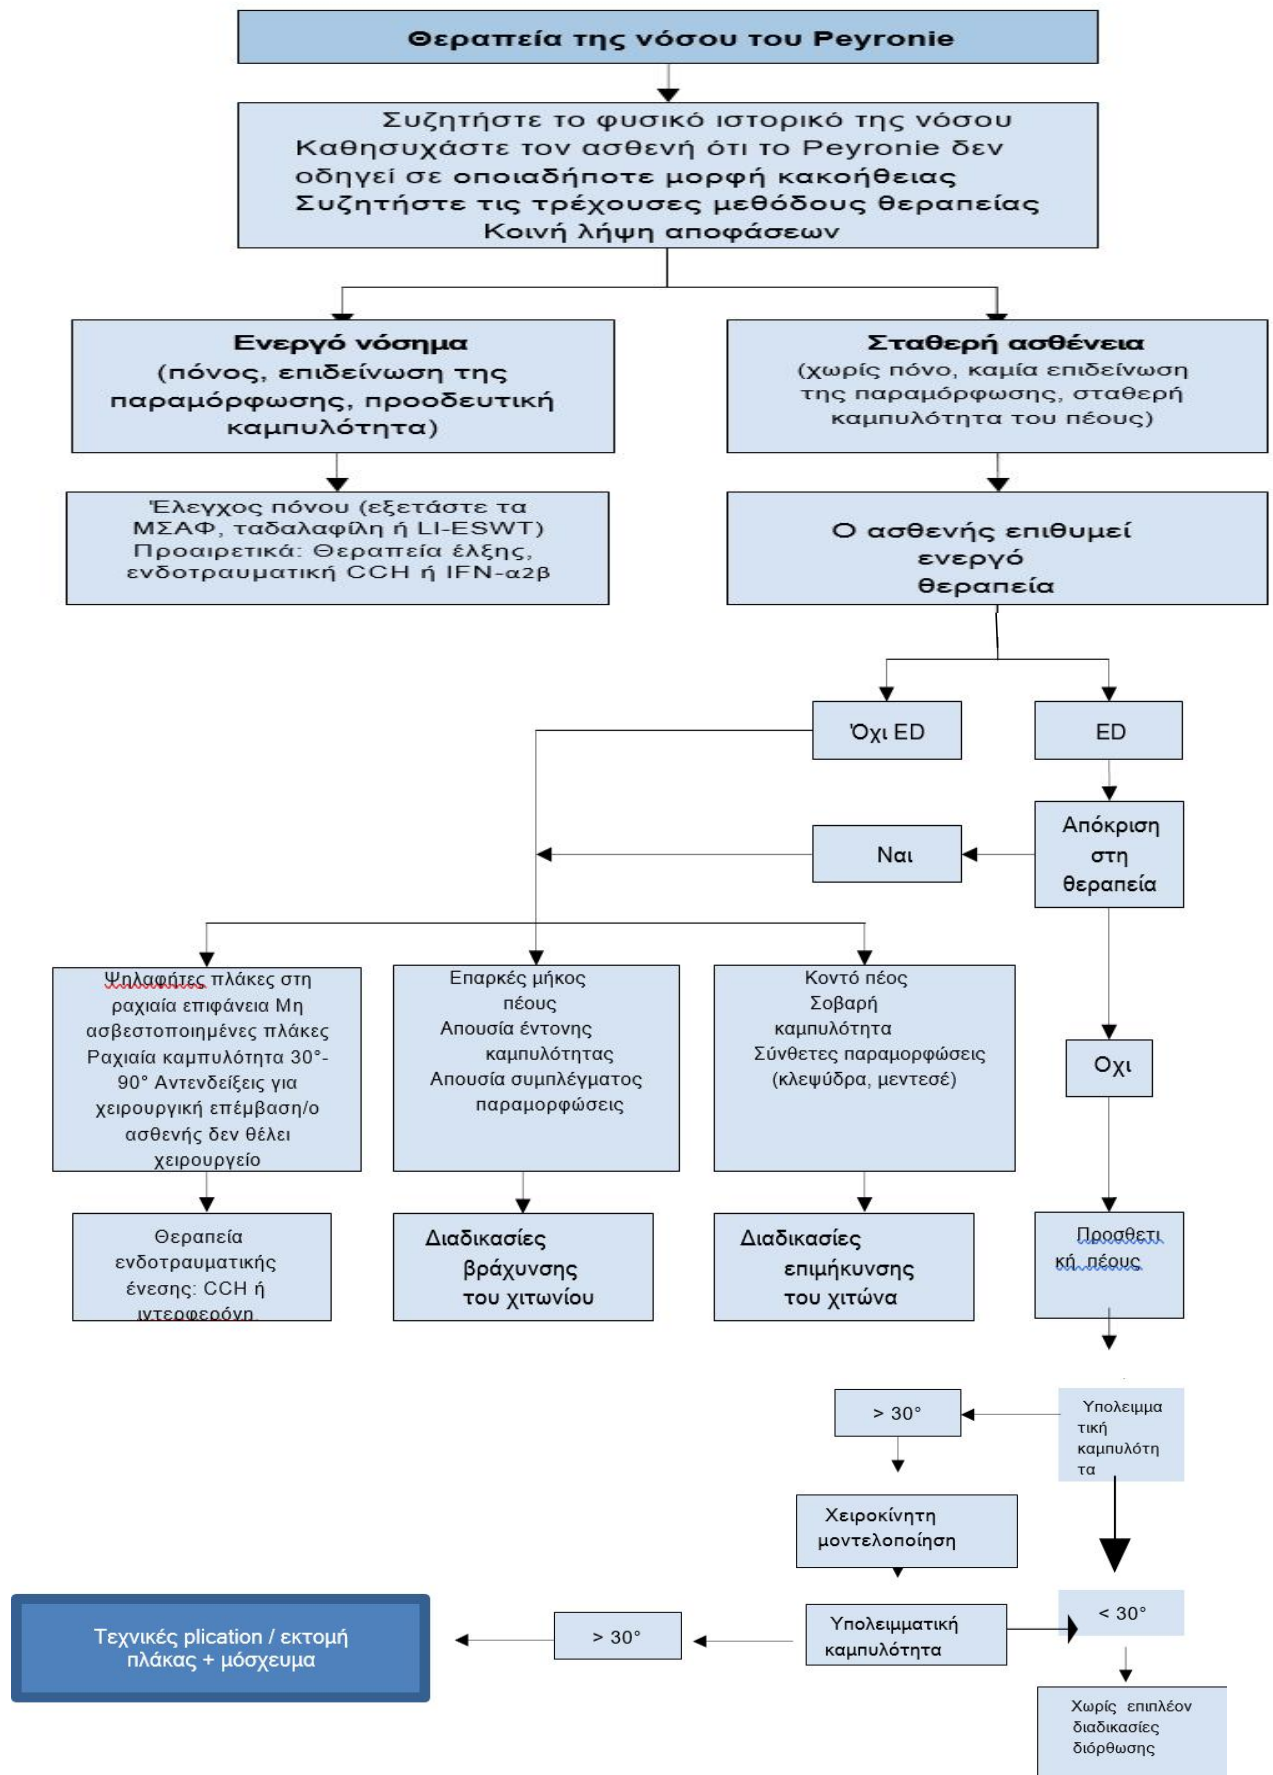 Θεραπεία της νόσου του Peyronie
Συζητήστε το φυσικό ιστορικό της νόσου
Καθησυχάστε τον ασθενή ότι το Peyronie δεν
οδηγεί σε οποιαδήποτε μορφή κακοήθειας
Συζητήστε τις τρέχουσες μεθόδους θεραπείας
Κοινή λήψη αποφάσεων
Ενεργό νόσημα
(πόνος, επιδείνωση της
παραμόρφωσης, προοδευτική
καμπυλότητα)
Σταθερή ασθένεια
(χωρίς πόνο, καμία επιδείνωση
της παραμόρφωσης, σταθερή
καμπυλότητα του πέους)
Έλεγχος πόνου (εξετάστε τα
ΜΣΑΦ, ταδαλαφίλη ή LI-ESWT)
Προαιρετικά: Θεραπεία έλξης,
ενδοτραυματική CCH ή IFN-α2β
Ο ασθενής επιθυμεί
ενεργό
θεραπεία
Όχι ED
ED
Ναι
Απόκριση
στη
θεραπεία
Ψηλαφήτες πλάκες στη
ραχιαία επιφάνεια Μη
ασβεστοποιημένες πλάκες
Ραχιαία καμπυλότητα 30°-
90° Αντενδείξεις για
χειρουργική επέμβαση/ο
ασθενής δεν θέλει
χειρουργείο
Επαρκές μήκος
πέους
Απουσία έντονης
καμπυλότητας
Απουσία συμπλέγματος
παραμορφώσεις
Κοντό πέος
Σοβαρή
καμπυλότητα
Σύνθετες παραμορφώσεις
(κλεψύδρα, μεντεσέ)
Οχι
Θεραπεία
ενδοτραυματικής
ένεσης: CCH ή
ιντερφερόνη
Διαδικασίες
βράχυνσης
του χιτωνίου
Διαδικασίες
επιμήκυνσης
του χιτώνα
Προσθετι
κή πέους
> 30°
Υπολειμμα
τική
καμπυλότη
τα
Χειροκίνητη
μοντελοποίηση
Τεχνικές plication / εκτομή
πλάκας + μόσχευμα
> 30°
Υπολειμματική
καμπυλότητα
< 30°
Χωρίς επιπλέον
διαδικασίες
διόρθωσης